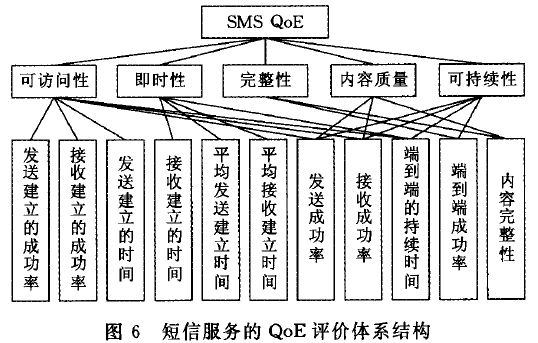 SMS QoE
可访问性
即时性
完整性
内容质量
可持续性
发送建立的成功率
接收建立的成功率
发送建立的时间
接收建立的时间
平均发送建立时间
平均接收建立时间
发送成功率
接收成功率
端到端的持续时间
端到端成功率
内容完整性
图 6 短信服务的 QoE 评价体系结构